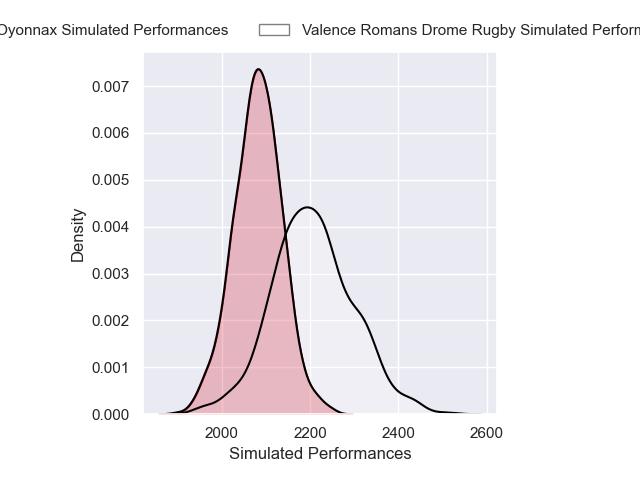 Oyonnax Simulated Performances
Valence Romans Drome Rugby Simulated Perform
0.007
0.006
0.005
0.004
0.003
0.002
0.001
0.000
Density
2000 2200 2400 2600
Simulated Performances